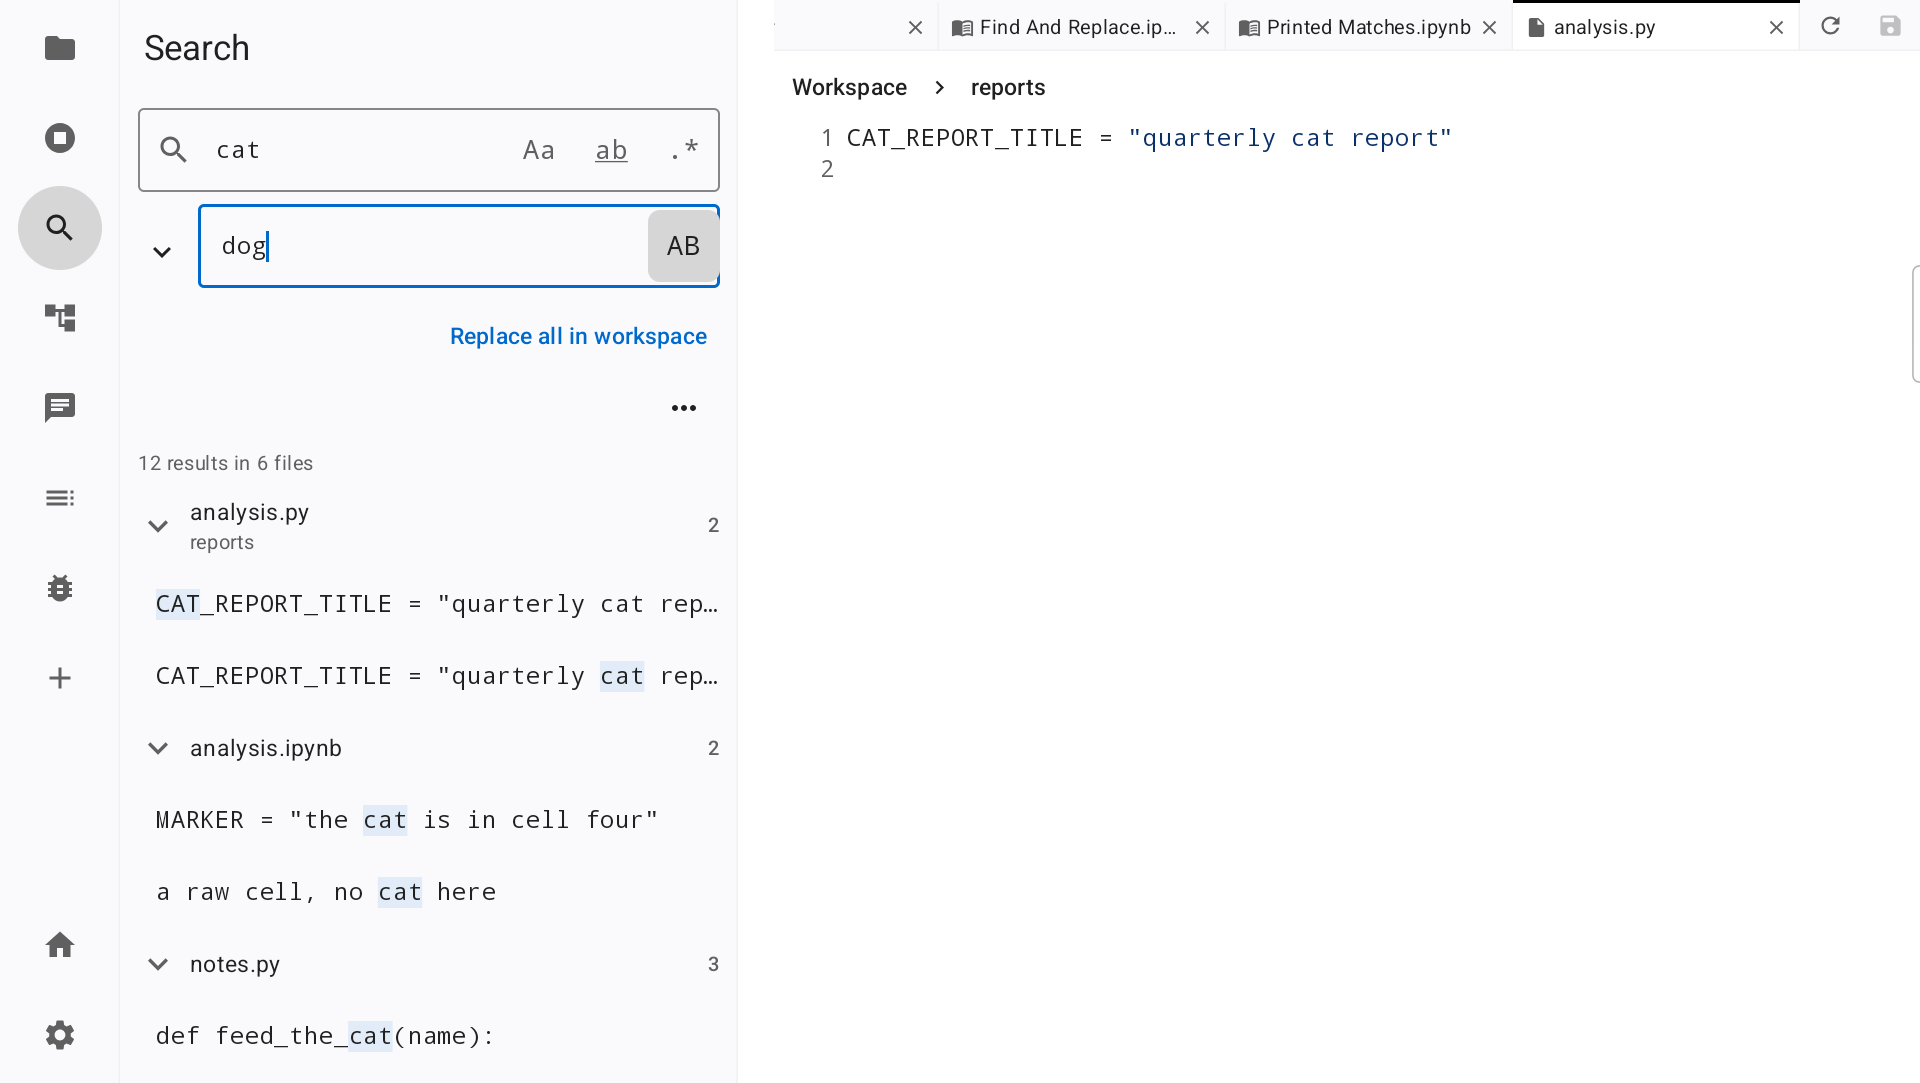 Search
cat Aa ab .*
dog AB
Replace all in workspace
12 results in 6 files
analysis.py 2
reports
CAT_REPORT_TITLE = "quarterly cat rep…
CAT_REPORT_TITLE = "quarterly cat rep…
analysis.ipynb 2
MARKER = "the cat is in cell four"
a raw cell, no cat here
notes.py 3
def feed_the_cat(name):
Find And Replace.ip… Printed Matches.ipynb analysis.py
Workspace > reports
1 CAT_REPORT_TITLE = "quarterly cat report"
2